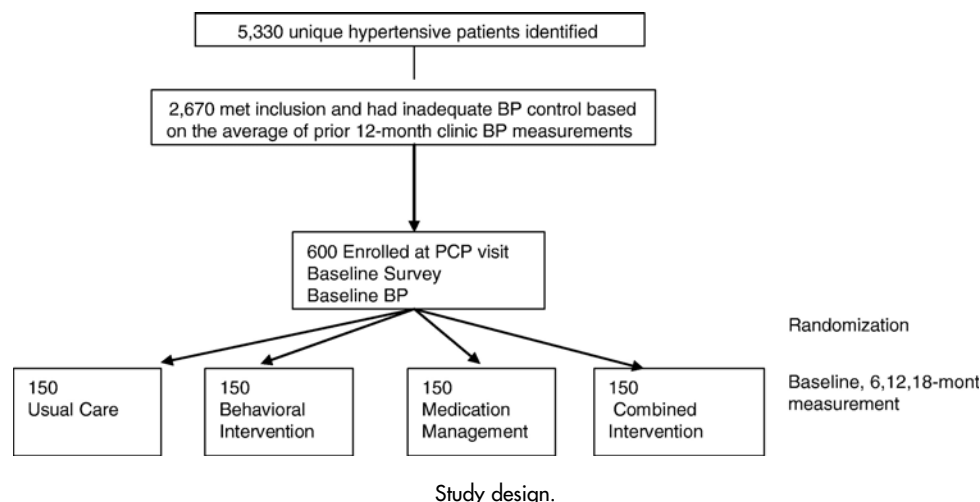 5,330 unique hypertensive patients identified
2,670 met inclusion and had inadequate BP control based
on the average of prior 12-month clinic BP measurements
600 Enrolled at PCP visit
Baseline Survey
Baseline BP
Randomization
150
Usual Care
150
Behavioral
Intervention
150
Medication
Management
150
Combined
Intervention
Baseline, 6,12,18-mont
measurement
Study design.